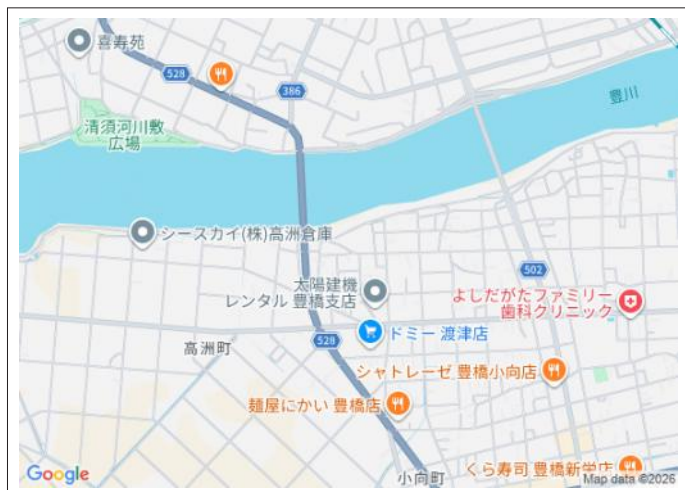 喜寿苑
528
386
豊川
清須河川敷
広場
シースカイ(株)高洲倉庫
502
太陽建機
レンタル 豊橋支店
よしだがたファミリー
歯科クリニック
ドミー 渡津店
528
高洲町
シャトレーゼ 豊橋小向店
麺屋にかい 豊橋店
小向町
くら寿司 豊橋新栄店
Google
Map data ©2026